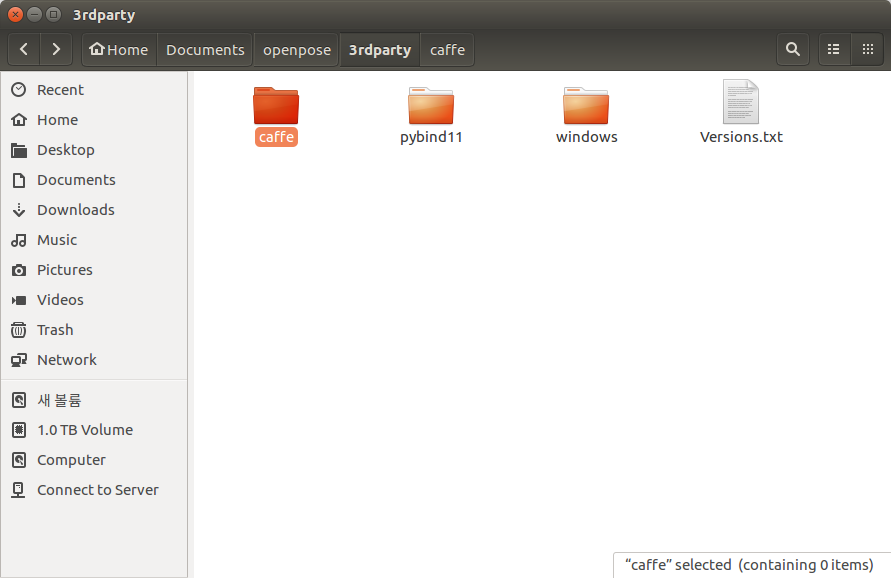 3rdparty
Home Documents openpose 3rdparty caffe
Recent
Home
Desktop
Documents
Downloads
Music
Pictures
Videos
Trash
Network
새 볼륨
1.0 TB Volume
Computer
Connect to Server
caffe pybind11 windows Versions.txt
“caffe” selected (containing 0 items)